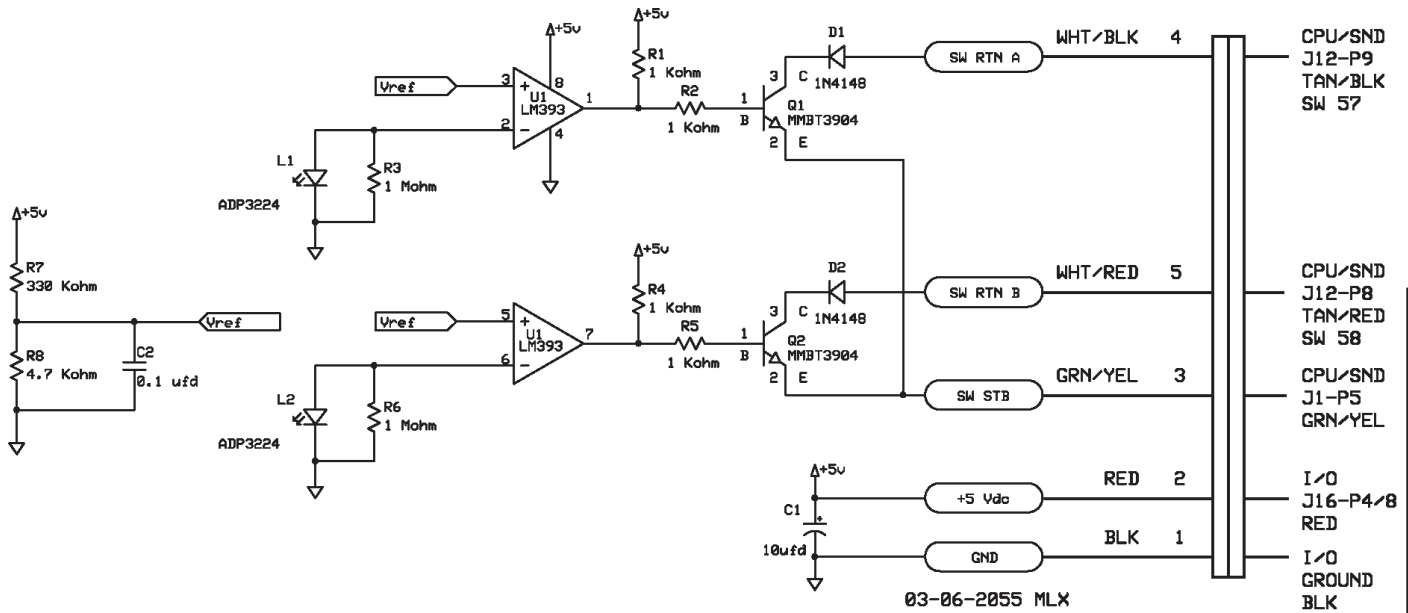 +5v
R7
330 Kohm
R8
4.7 Kohm
C2
0.1 ufd
Vref
Vref
3
+
2
-
U1
LM393
8
4
1
+5v
L1
ADP3224
R3
1 Mohm
+5v
R1
1 Kohm
R2
1 Kohm
1
B
3
C
2
E
Q1
MMBT3904
D1
1N4148
SW RTN A
WHT/BLK 4
CPU/SND
J12-P9
TAN/BLK
SW 57
Vref
5
+
6
-
U1
LM393
7
L2
ADP3224
R6
1 Mohm
+5v
R4
1 Kohm
R5
1 Kohm
1
B
3
C
2
E
Q2
MMBT3904
D2
1N4148
SW RTN B
WHT/RED 5
CPU/SND
J12-P8
TAN/RED
SW 58
SW STB
GRN/YEL 3
CPU/SND
J1-P5
GRN/YEL
+5v
C1
+
10ufd
+5 Vdc
RED 2
I/O
J16-P4/8
RED
GND
BLK 1
I/O
GROUND
BLK
03-06-2055 MLX